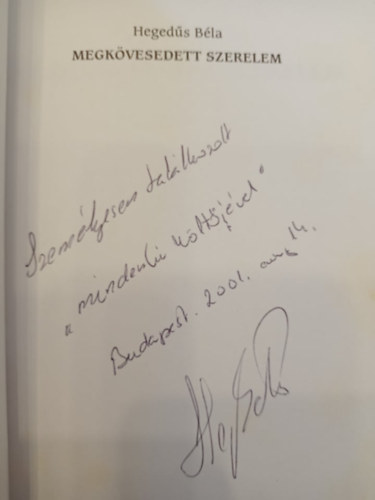 Hegedűs Béla
MEGKÖVESEDETT SZERELEM
Személyesen találkozott
„mindenki költőjével"
Budapest. 2001. aug 14.